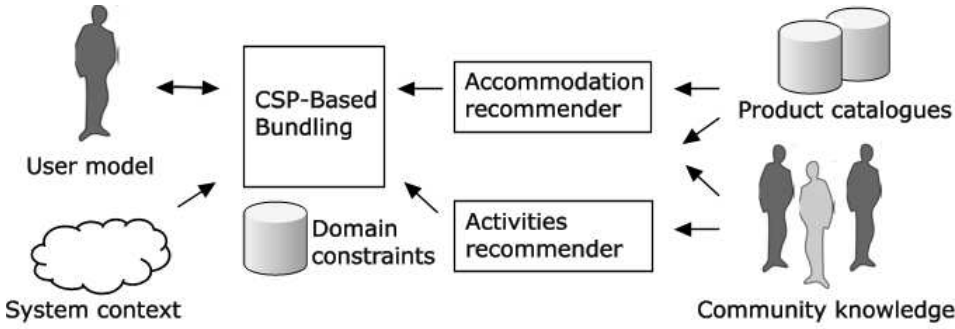 User model
System context
CSP-Based
Bundling
Domain
constraints
Accommodation
recommender
Activities
recommender
Product catalogues
Community knowledge